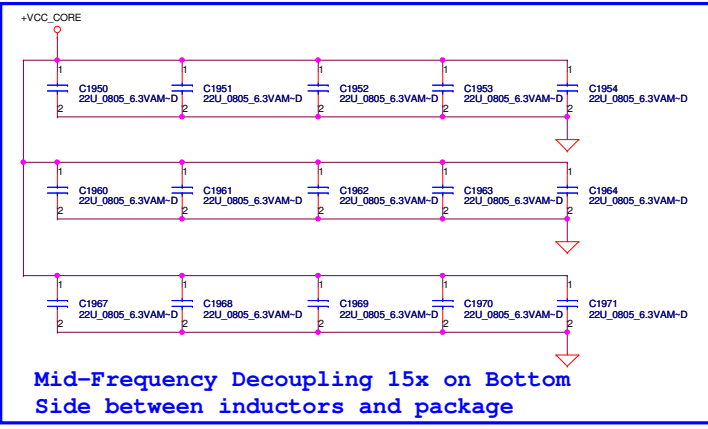 +VCC_CORE
1 1 1 1 1
C1950 C1951 C1952 C1953 C1954
22U_0805_6.3VAM~D 22U_0805_6.3VAM~D 22U_0805_6.3VAM~D 22U_0805_6.3VAM~D 22U_0805_6.3VAM~D
2 2 2 2 2
1 1 1 1 1
C1960 C1961 C1962 C1963 C1964
22U_0805_6.3VAM~D 22U_0805_6.3VAM~D 22U_0805_6.3VAM~D 22U_0805_6.3VAM~D 22U_0805_6.3VAM~D
2 2 2 2 2
1 1 1 1 1
C1967 C1968 C1969 C1970 C1971
22U_0805_6.3VAM~D 22U_0805_6.3VAM~D 22U_0805_6.3VAM~D 22U_0805_6.3VAM~D 22U_0805_6.3VAM~D
2 2 2 2 2
Mid-Frequency Decoupling 15x on Bottom
Side between inductors and package